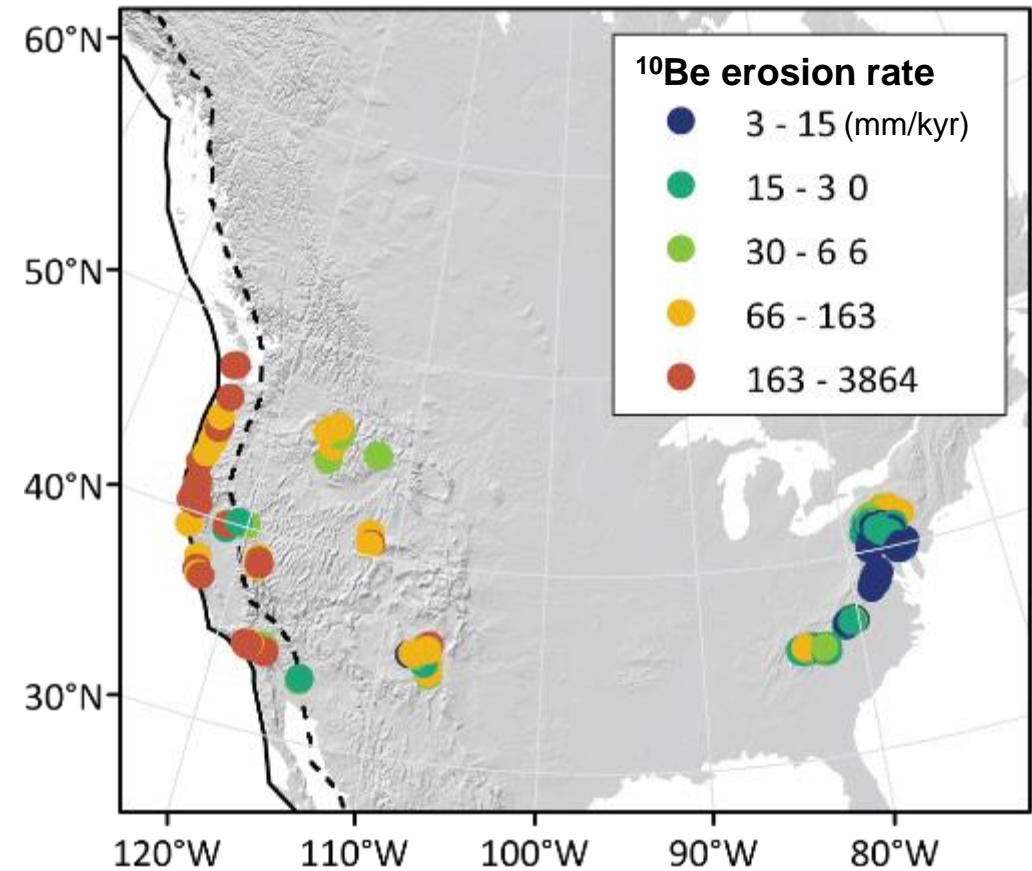 60°N
50°N
40°N
30°N
120°W 110°W 100°W 90°W 80°W
¹⁰Be erosion rate
3 - 15 (mm/kyr)
15 - 3 0
30 - 6 6
66 - 163
163 - 3864